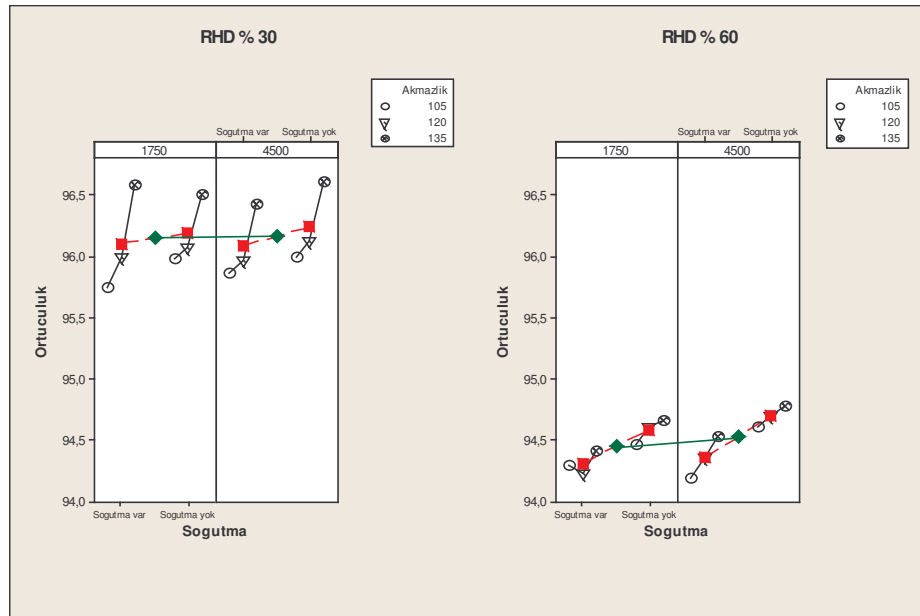 RHD % 30
RHD % 60
Akmazlik
105
120
135
Akmazlik
105
120
135
Sogutma var
Sogutma yok
1750
4500
96,5
96,0
95,5
95,0
94,5
94,0
Ortuculuk
Sogutma var
Sogutma yok
Sogutma
Sogutma var
Sogutma yok
1750
4500
96,5
96,0
95,5
95,0
94,5
94,0
Ortuculuk
Sogutma var
Sogutma yok
Sogutma